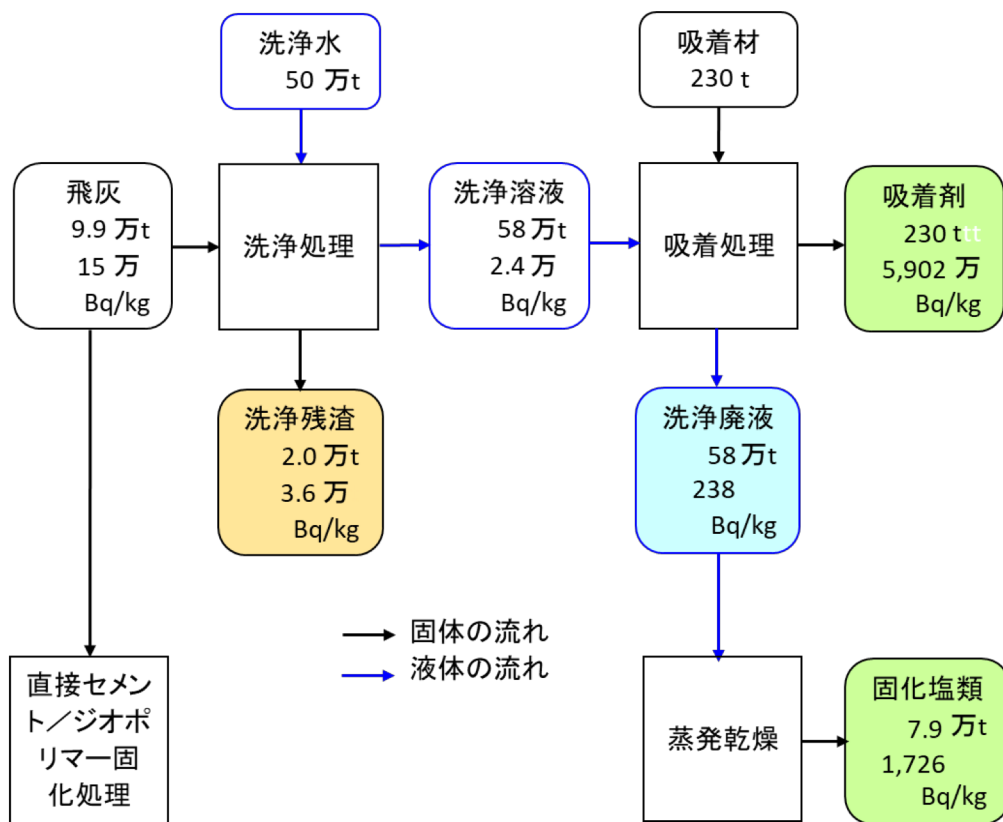 洗浄水
50 万t
吸着材
230 t
飛灰
9.9 万t
15 万
Bq/kg
洗浄処理
洗浄溶液
58 万t
2.4 万
Bq/kg
吸着処理
吸着剤
230 ttt
5,902 万
Bq/kg
洗浄残渣
2.0 万t
3.6 万
Bq/kg
洗浄廃液
58 万t
238
Bq/kg
固体の流れ
液体の流れ
直接セメン
ト／ジオポ
リマー固
化処理
蒸発乾燥
固化塩類
7.9 万t
1,726
Bq/kg